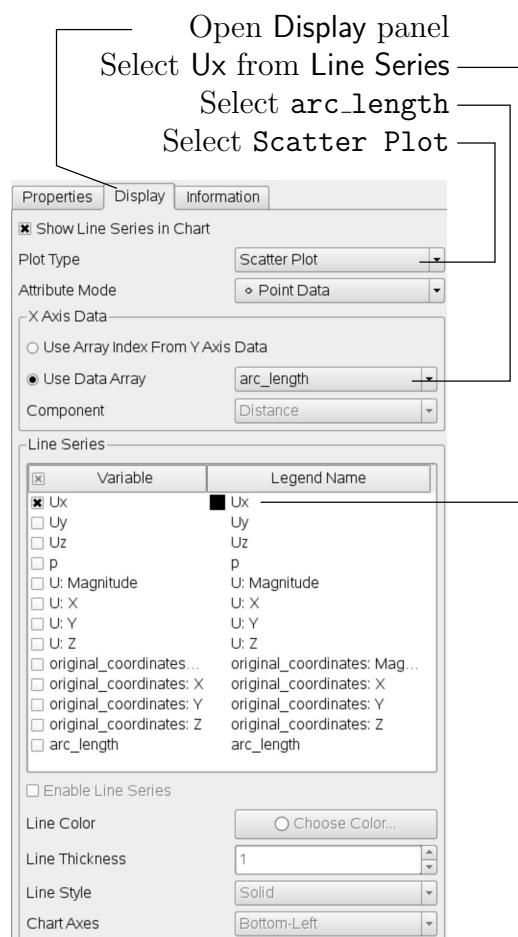 Open Display panel
Select Ux from Line Series
Select arc_length
Select Scatter Plot
Properties Display Information
Show Line Series in Chart
Plot Type Scatter Plot
Attribute Mode Point Data
X Axis Data
Use Array Index From Y Axis Data
Use Data Array arc_length
Component Distance
Line Series
Variable Legend Name
Ux Ux
Uy Uy
Uz Uz
p p
U: Magnitude U: Magnitude
U: X U: X
U: Y U: Y
U: Z U: Z
original_coordinates... original_coordinates: Mag...
original_coordinates: X original_coordinates: X
original_coordinates: Y original_coordinates: Y
original_coordinates: Z original_coordinates: Z
arc_length arc_length
Enable Line Series
Line Color Choose Color...
Line Thickness 1
Line Style Solid
Chart Axes Bottom-Left